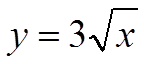 y = 3√x